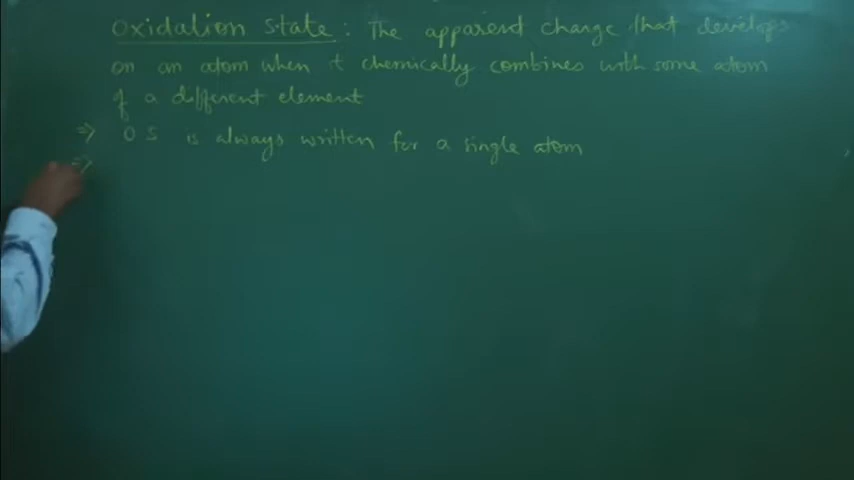 Oxidation state : The apparent change that develops
on an atom when it chemically combines with some atom
of a different element
⇒ O S is always written for a single atom
⇒